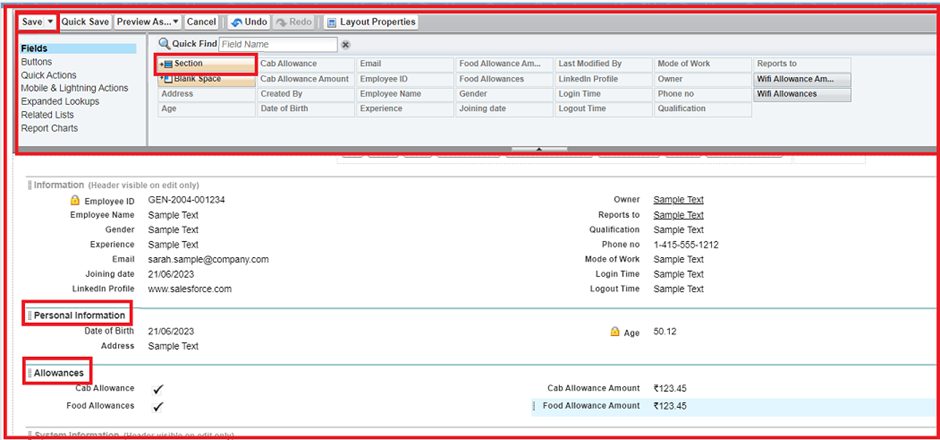 Save Quick Save Preview As... Cancel Undo Redo Layout Properties
Fields
Buttons
Quick Actions
Mobile & Lightning Actions
Expanded Lookups
Related Lists
Report Charts
Quick Find Field Name
Section Cab Allowance Email Food Allowance Am... Last Modified By Mode of Work Reports to
Blank Space Cab Allowance Amount Employee ID Food Allowances LinkedIn Profile Owner Wifi Allowance Am...
Address Created By Employee Name Gender Login Time Phone no Wifi Allowances
Age Date of Birth Experience Joining date Logout Time Qualification
Information (Header visible on edit only)
Employee ID GEN-2004-001234 Owner Sample Text
Employee Name Sample Text Reports to Sample Text
Gender Sample Text Qualification Sample Text
Experience Sample Text Phone no 1-415-555-1212
Email sarah.sample@company.com Mode of Work Sample Text
Joining date 21/06/2023 Login Time Sample Text
LinkedIn Profile www.salesforce.com Logout Time Sample Text
Personal Information
Date of Birth 21/06/2023 Age 50.12
Address Sample Text
Allowances
Cab Allowance Cab Allowance Amount ₹123.45
Food Allowances Food Allowance Amount ₹123.45
System Information (Header visible on edit only)